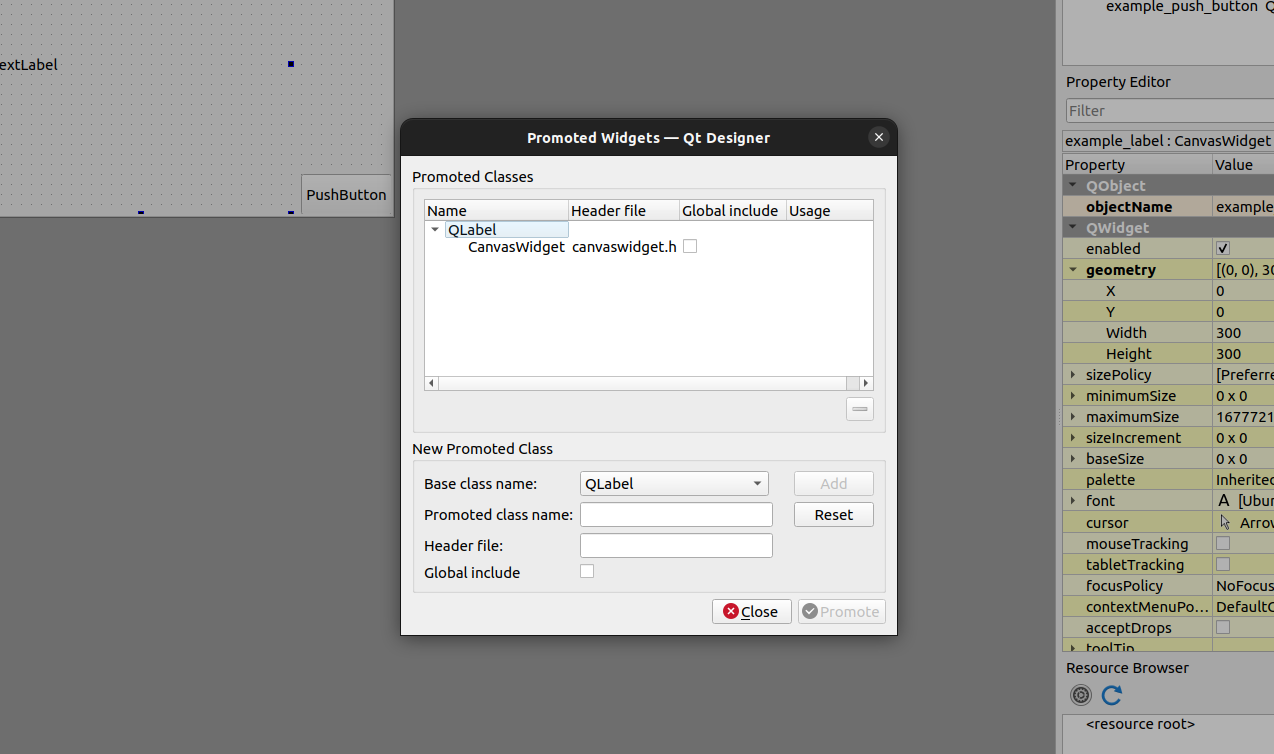 example_push_button Q
extLabel
PushButton
Promoted Widgets — Qt Designer
Promoted Classes
Name Header file Global include Usage
QLabel
CanvasWidget canvaswidget.h
New Promoted Class
Base class name: QLabel Add
Promoted class name: Reset
Header file:
Global include
Close Promote
Property Editor
Filter
example_label : CanvasWidget
Property Value
QObject
objectName example
QWidget
enabled
geometry [(0, 0), 30
X 0
Y 0
Width 300
Height 300
sizePolicy [Preferre
minimumSize 0 x 0
maximumSize 1677721
sizeIncrement 0 x 0
baseSize 0 x 0
palette Inherited
font A [Ubun
cursor Arrow
mouseTracking
tabletTracking
focusPolicy NoFocus
contextMenuPo... DefaultC
acceptDrops
toolTip
Resource Browser
<resource root>